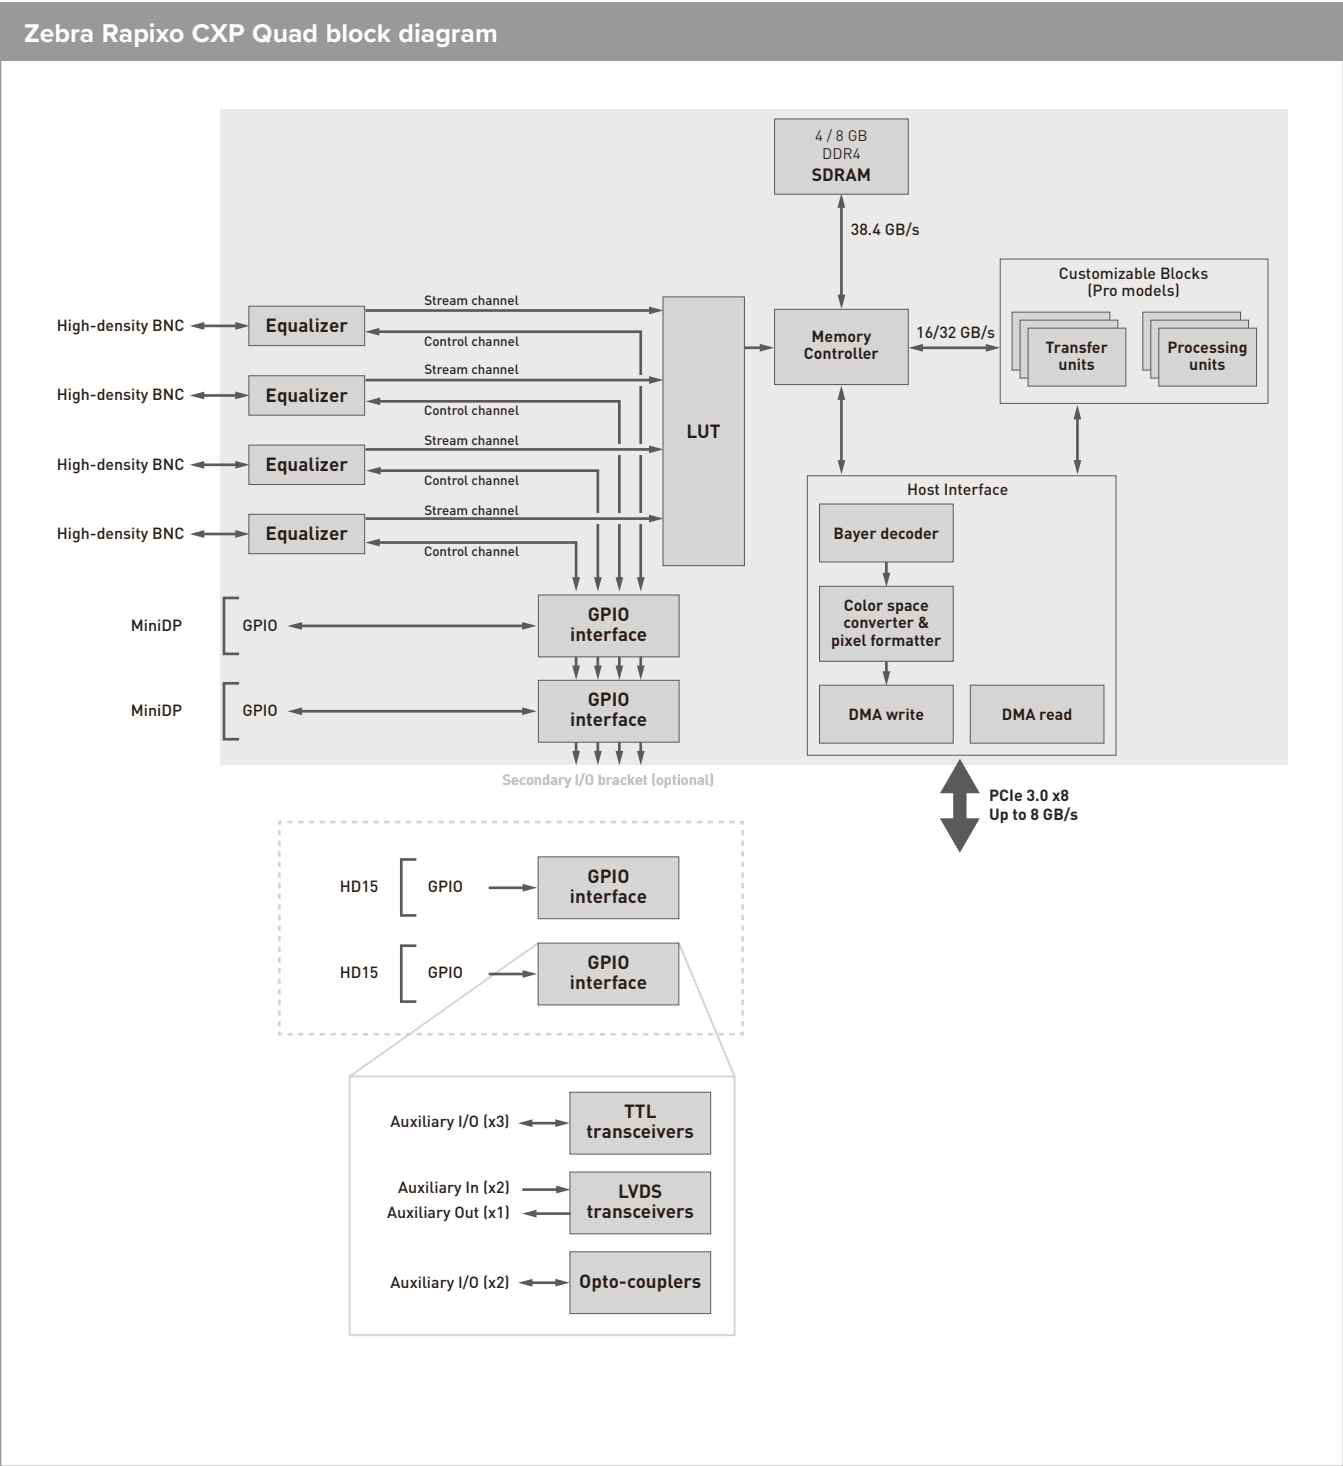 Zebra Rapixo CXP Quad block diagram
4 / 8 GB
DDR4
SDRAM
38.4 GB/s
Customizable Blocks
(Pro models)
Transfer
units
Processing
units
16/32 GB/s
Memory
Controller
LUT
High-density BNC
Equalizer
Stream channel
Control channel
High-density BNC
Equalizer
Stream channel
Control channel
High-density BNC
Equalizer
Stream channel
Control channel
High-density BNC
Equalizer
Stream channel
Control channel
Host Interface
Bayer decoder
Color space
converter &
pixel formatter
DMA write
DMA read
MiniDP
GPIO
GPIO
interface
MiniDP
GPIO
GPIO
interface
Secondary I/O bracket (optional)
PCIe 3.0 x8
Up to 8 GB/s
HD15
GPIO
GPIO
interface
HD15
GPIO
GPIO
interface
Auxiliary I/O (x3)
TTL
transceivers
Auxiliary In (x2)
Auxiliary Out (x1)
LVDS
transceivers
Auxiliary I/O (x2)
Opto-couplers